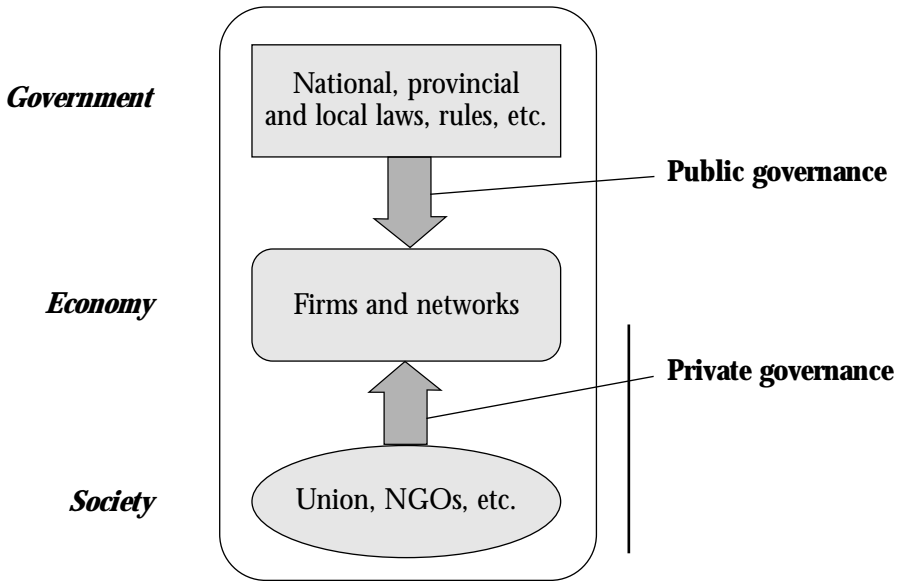 Government
National, provincial
and local laws, rules, etc.
Public governance
Economy
Firms and networks
Private governance
Society
Union, NGOs, etc.